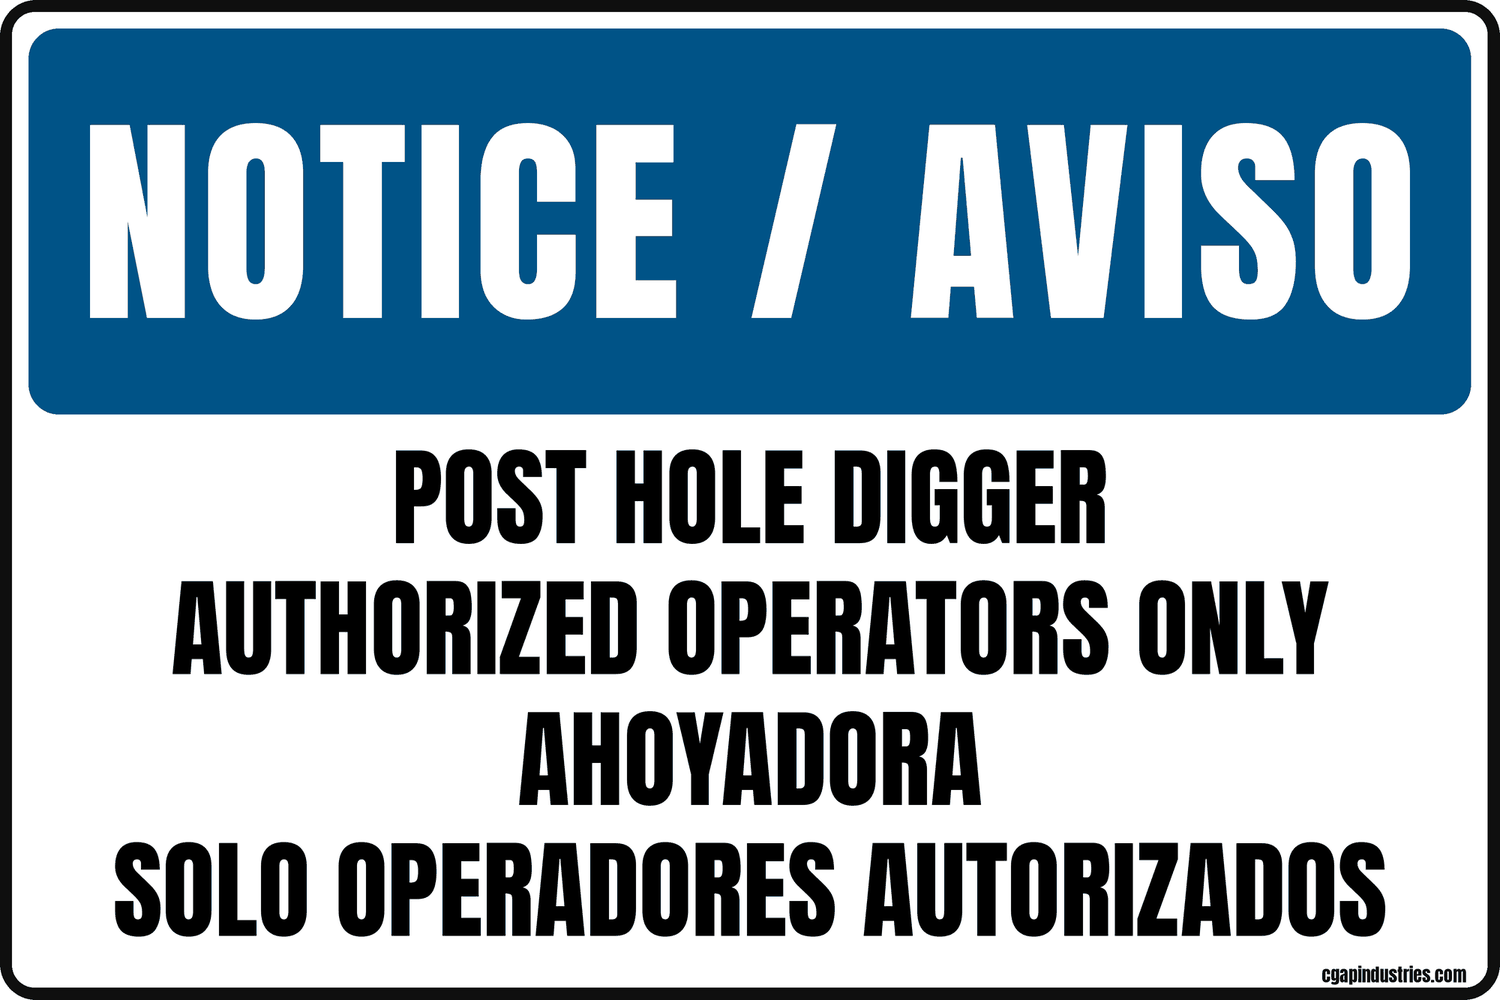 NOTICE / AVISO
POST HOLE DIGGER
AUTHORIZED OPERATORS ONLY
AHOYADORA
SOLO OPERADORES AUTORIZADOS
cgapindustries.com